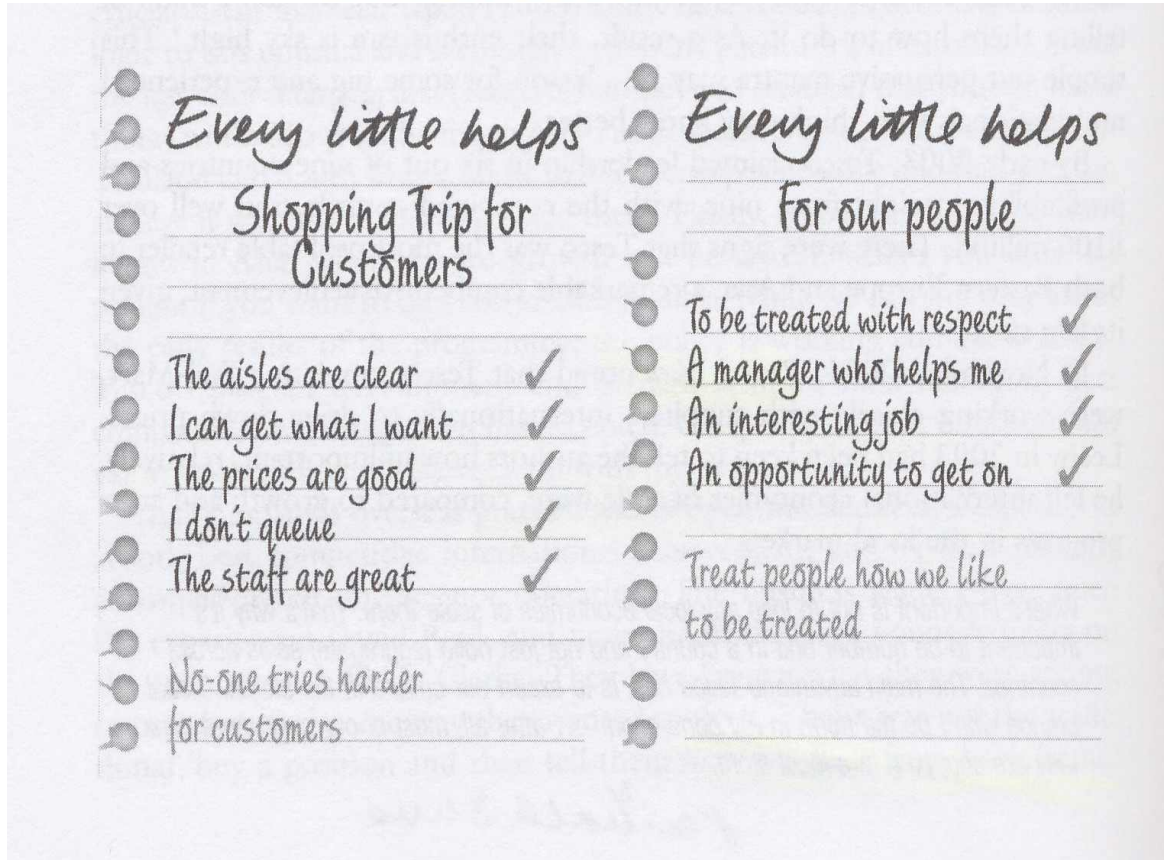 Every little helps
Shopping Trip for
Customers
The aisles are clear ✓
I can get what I want ✓
The prices are good ✓
I don't queue ✓
The staff are great ✓
No-one tries harder
for customers
Every little helps
For our people
To be treated with respect ✓
A manager who helps me ✓
An interesting job ✓
An opportunity to get on ✓
Treat people how we like
to be treated